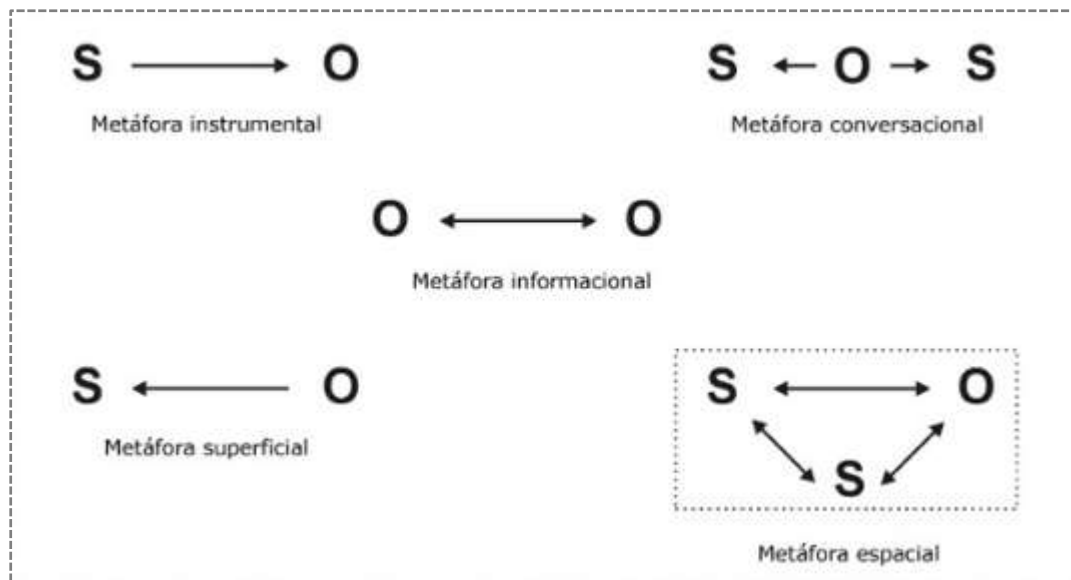 S O
Metáfora instrumental
S O S
Metáfora conversacional
O O
Metáfora informacional
S O
Metáfora superficial
S O
S
Metáfora espacial